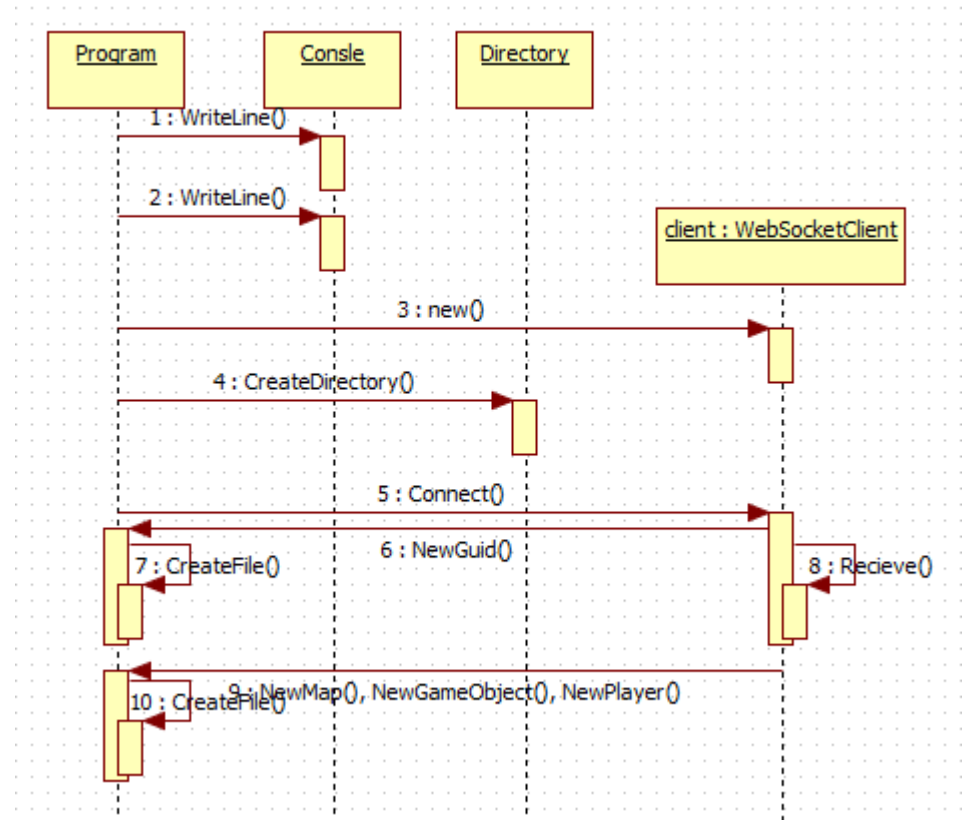 Program
Consle
Directory
1 : WriteLine()
2 : WriteLine()
client : WebSocketClient
3 : new()
4 : CreateDirectory()
5 : Connect()
6 : NewGuid()
7 : CreateFile()
8 : Recieve()
9 : NewMap(), NewGameObject(), NewPlayer()
10 : CreateFile()